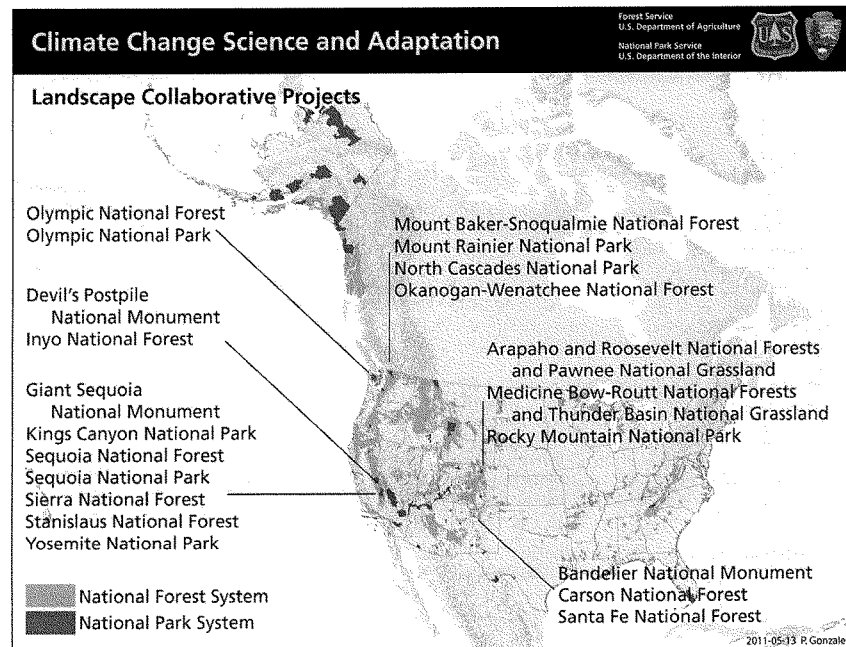 Climate Change Science and Adaptation
Forest Service
U.S. Department of Agriculture
National Park Service
U.S. Department of the Interior
UAS
Landscape Collaborative Projects
Olympic National Forest
Olympic National Park
Mount Baker-Snoqualmie National Forest
Mount Rainier National Park
North Cascades National Park
Okanogan-Wenatchee National Forest
Devil's Postpile
National Monument
Inyo National Forest
Arapaho and Roosevelt National Forests
and Pawnee National Grassland
Medicine Bow-Routt National Forests
and Thunder Basin National Grassland
Rocky Mountain National Park
Giant Sequoia
National Monument
Kings Canyon National Park
Sequoia National Forest
Sequoia National Park
Sierra National Forest
Stanislaus National Forest
Yosemite National Park
Bandelier National Monument
Carson National Forest
Santa Fe National Forest
National Forest System
National Park System
2011-05-13 P. Gonzale